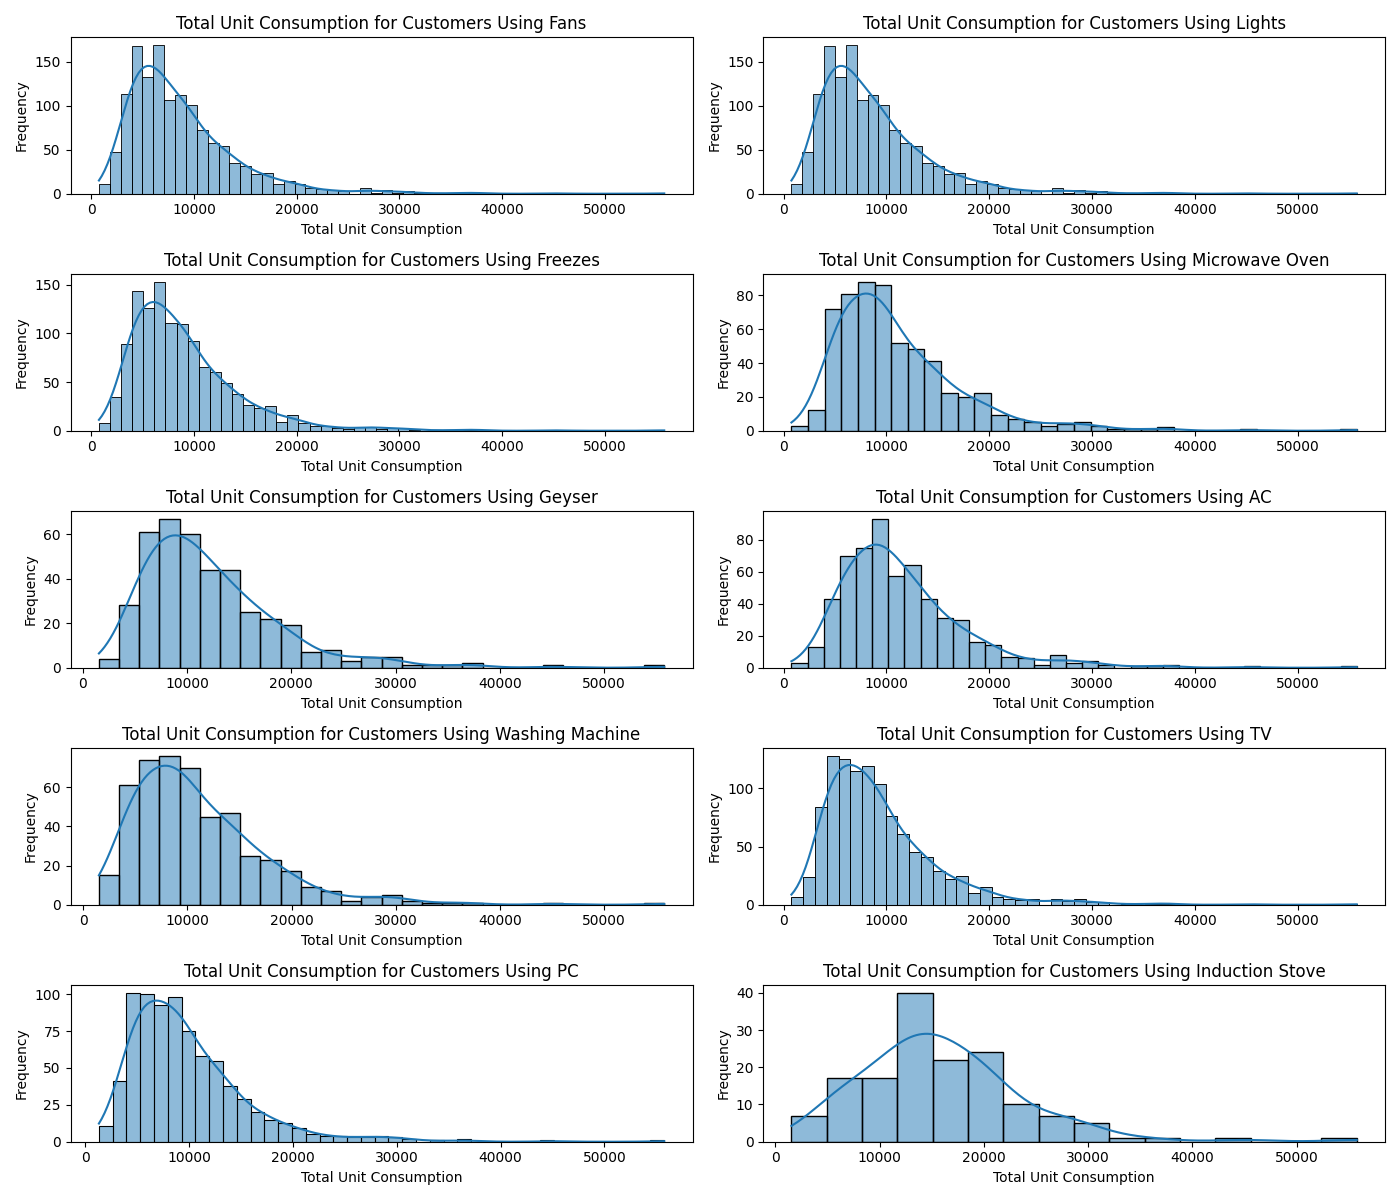 Total Unit Consumption for Customers Using Fans
150
100
50
0
Frequency
0 10000 20000 30000 40000 50000
Total Unit Consumption
Total Unit Consumption for Customers Using Lights
150
100
50
0
Frequency
0 10000 20000 30000 40000 50000
Total Unit Consumption
Total Unit Consumption for Customers Using Freezes
150
100
50
0
Frequency
0 10000 20000 30000 40000 50000
Total Unit Consumption
Total Unit Consumption for Customers Using Microwave Oven
80
60
40
20
0
Frequency
0 10000 20000 30000 40000 50000
Total Unit Consumption
Total Unit Consumption for Customers Using Geyser
60
40
20
0
Frequency
0 10000 20000 30000 40000 50000
Total Unit Consumption
Total Unit Consumption for Customers Using AC
80
60
40
20
0
Frequency
0 10000 20000 30000 40000 50000
Total Unit Consumption
Total Unit Consumption for Customers Using Washing Machine
60
40
20
0
Frequency
0 10000 20000 30000 40000 50000
Total Unit Consumption
Total Unit Consumption for Customers Using TV
100
50
0
Frequency
0 10000 20000 30000 40000 50000
Total Unit Consumption
Total Unit Consumption for Customers Using PC
100
75
50
25
0
Frequency
0 10000 20000 30000 40000 50000
Total Unit Consumption
Total Unit Consumption for Customers Using Induction Stove
40
30
20
10
0
Frequency
0 10000 20000 30000 40000 50000
Total Unit Consumption